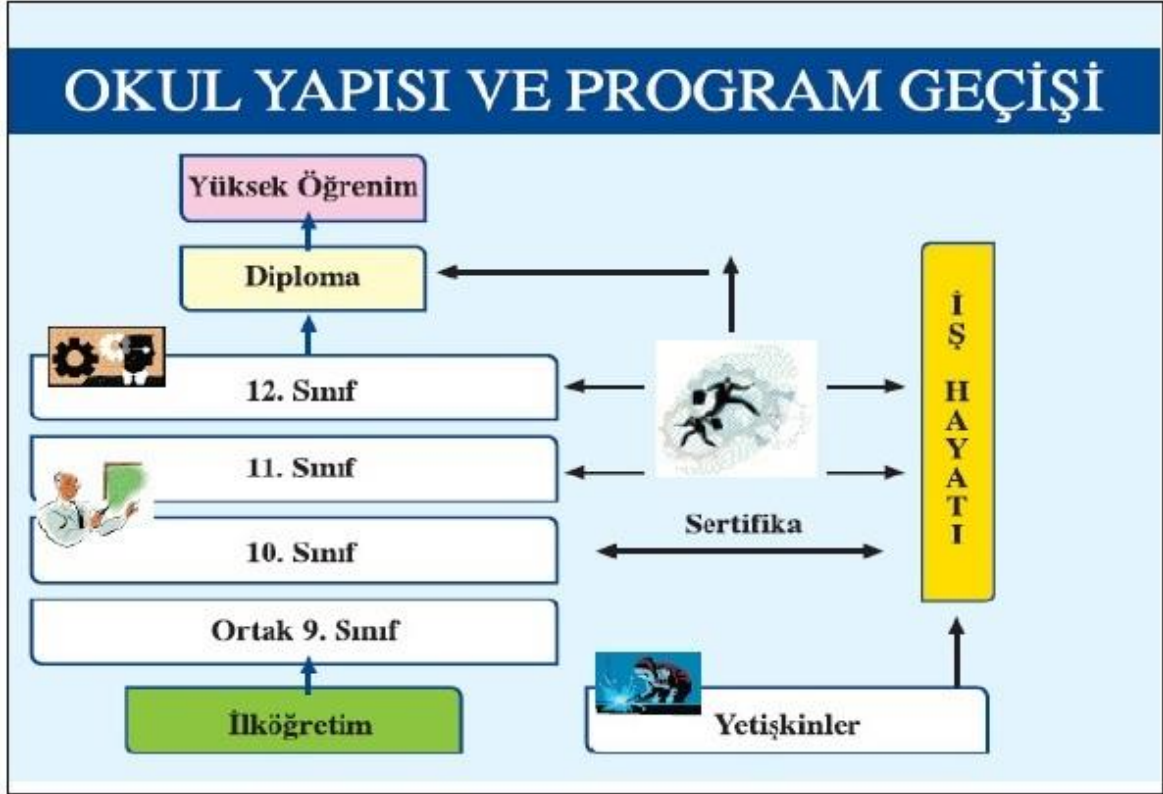 OKUL YAPISI VE PROGRAM GEÇİŞİ
Yüksek Öğrenim
Diploma
12. Sınıf
11. Sınıf
10. Sınıf
Ortak 9. Sınıf
İlköğretim
Sertifika
İŞ HAYATI
Yetişkinler